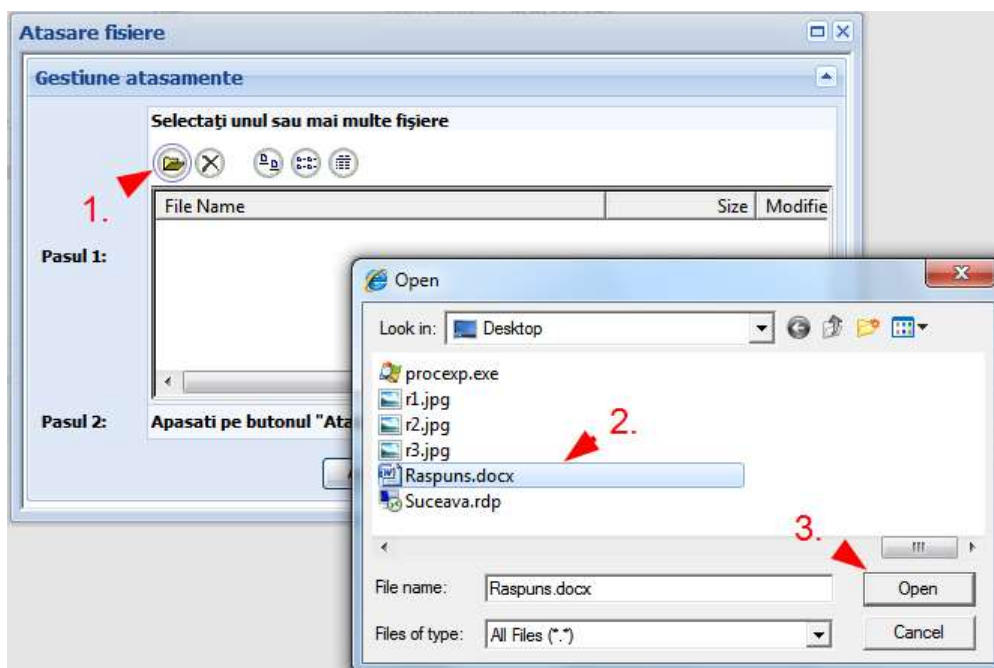 Atasare fisiere
Gestiune atasamente
Selectaţi unul sau mai multe fişiere
1.
File Name Size Modifie
Pasul 1:
Open
Look in: Desktop
procexp.exe
r1.jpg
r2.jpg
2.
r3.jpg
Raspuns.docx
Suceava.rdp
3.
Pasul 2: Apasati pe butonul "Ata
File name: Raspuns.docx Open
Files of type: All Files (*.*) Cancel